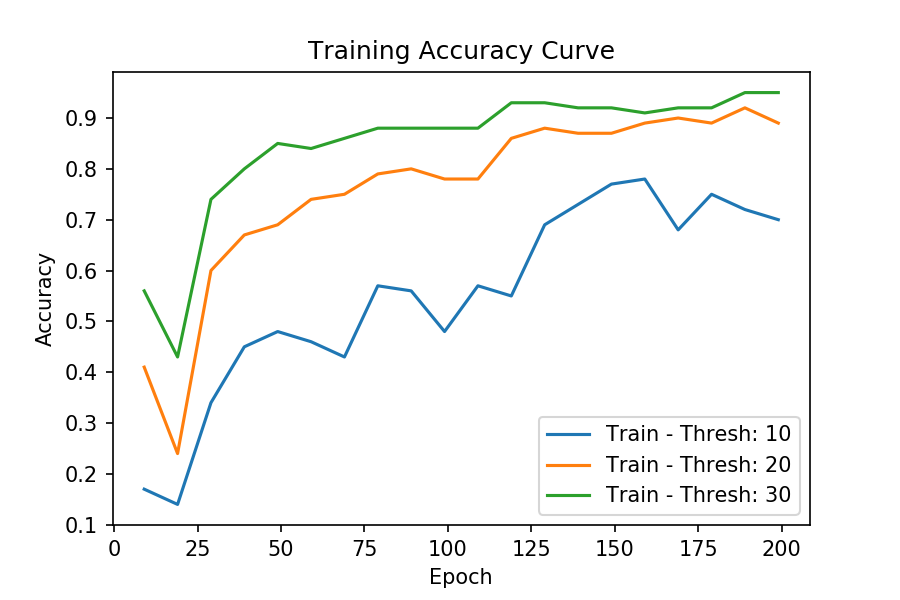 Training Accuracy Curve
Accuracy
0.9
0.8
0.7
0.6
0.5
0.4
0.3
0.2
0.1
Train - Thresh: 10
Train - Thresh: 20
Train - Thresh: 30
0 25 50 75 100 125 150 175 200
Epoch